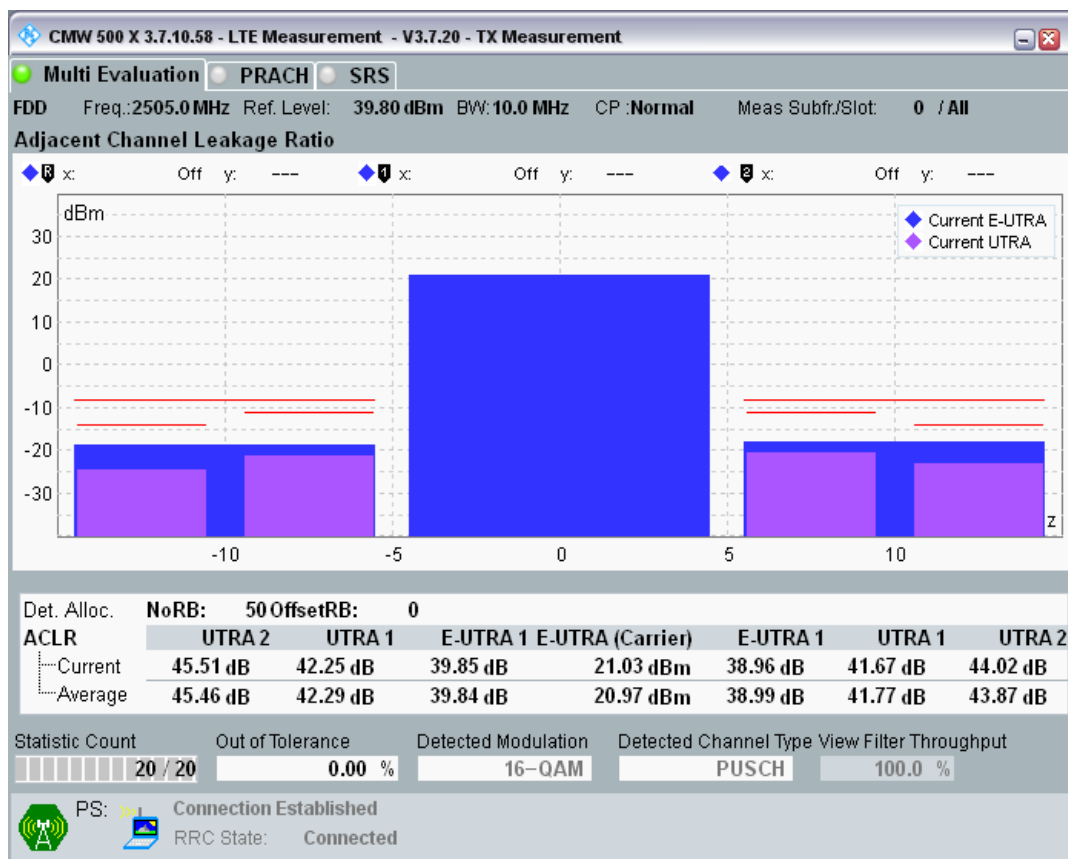 CMW 500 X 3.7.10.58 - LTE Measurement - V3.7.20 - TX Measurement
Multi Evaluation PRACH SRS
FDD Freq.:2505.0 MHz Ref. Level: 39.80 dBm BW: 10.0 MHz CP :Normal Meas Subfr./Slot: 0 / All
Adjacent Channel Leakage Ratio
R x: Off y: --- 1 x: Off y: --- 2 x: Off y: ---
dBm
Current E-UTRA
Current UTRA
30
20
10
0
-10
-20
-30
z
-10 -5 0 5 10
Det. Alloc. NoRB: 50 OffsetRB: 0
ACLR UTRA 2 UTRA 1 E-UTRA 1 E-UTRA (Carrier) E-UTRA 1 UTRA 1 UTRA 2
Current 45.51 dB 42.25 dB 39.85 dB 21.03 dBm 38.96 dB 41.67 dB 44.02 dB
Average 45.46 dB 42.29 dB 39.84 dB 20.97 dBm 38.99 dB 41.77 dB 43.87 dB
Statistic Count Out of Tolerance Detected Modulation Detected Channel Type View Filter Throughput
20 / 20 0.00 % 16-QAM PUSCH 100.0 %
PS: Connection Established
RRC State: Connected